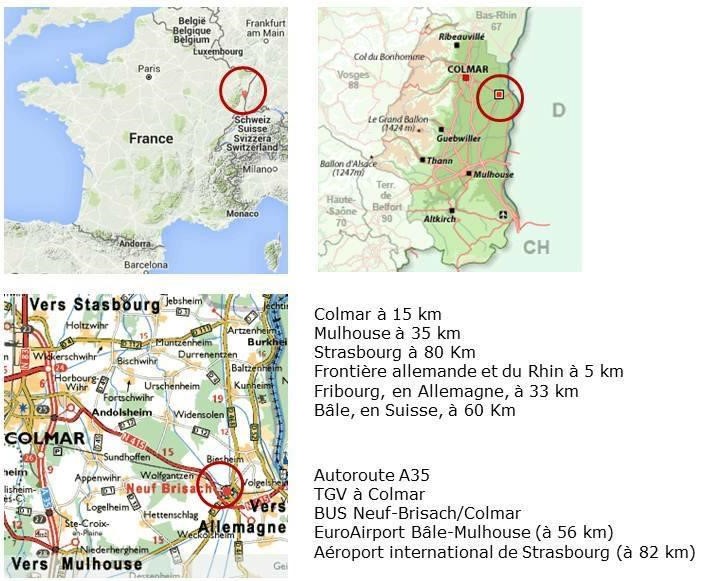 België
Belgique
Belgien
Frankfurt
am Main
Luxembourg
Paris
France
Schweiz
Suisse
Svizzera
Switzerland
Milano
Monaco
Andorra
Barcelona
Bas-Rhin
67
Ribeauvillé
Col du Bonhomme
COLMAR
Vosges
88
D
Le Grand Ballon
(1424 m)
Guebwiller
Ballon d'Alsace
(1247m)
Thann
Mulhouse
Haute-
Saône
70
Terr.
de
Belfort
90
Altkirch
CH
Vers Stasbourg
Jebsheim
Holtzwihr
Artzenheim
Wickerschwihr
Muntzenheim
Bischwihr
Durrenentzen
Burkhei
Baltzenheim
Horbourg-
Wihr
Urschenheim
Kunheim
Fortschwihr
Andolsheim
Widensolen
COLMAR
N 415
Sundhoffen
Biesheim
Appenwihr
Wolfgantzen
Volgelshei
Neuf Brisach
Vers
Logelheim
Hettenschlag
Allemagne
Ste-Croix-
en-Plaine
Weckolsheim
Niederhergheim
Vers Mulhouse
Colmar à 15 km
Mulhouse à 35 km
Strasbourg à 80 Km
Frontière allemande et du Rhin à 5 km
Fribourg, en Allemagne, à 33 km
Bâle, en Suisse, à 60 Km
Autoroute A35
TGV à Colmar
BUS Neuf-Brisach/Colmar
EuroAirport Bâle-Mulhouse (à 56 km)
Aéroport international de Strasbourg (à 82 km)